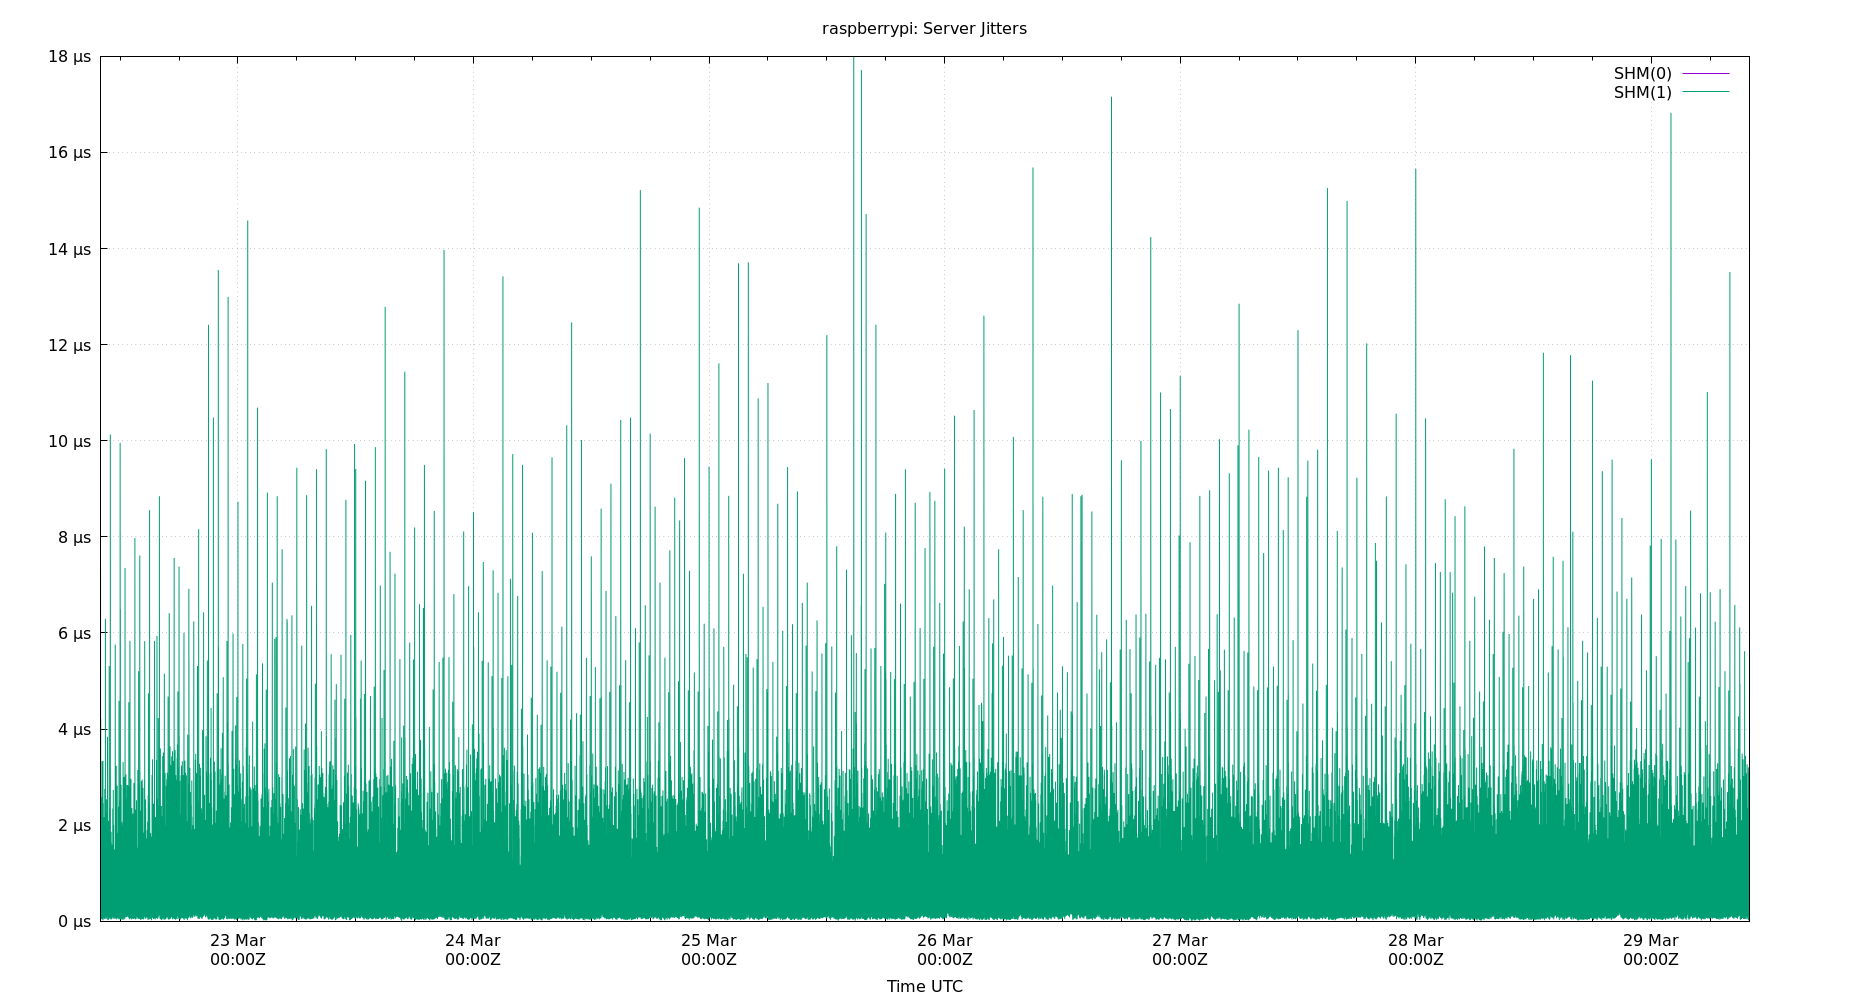 raspberrypi: Server Jitters
18 µs
16 µs
14 µs
12 µs
10 µs
8 µs
6 µs
4 µs
2 µs
0 µs
SHM(0)
SHM(1)
23 Mar
00:00Z
24 Mar
00:00Z
25 Mar
00:00Z
26 Mar
00:00Z
27 Mar
00:00Z
28 Mar
00:00Z
29 Mar
00:00Z
Time UTC